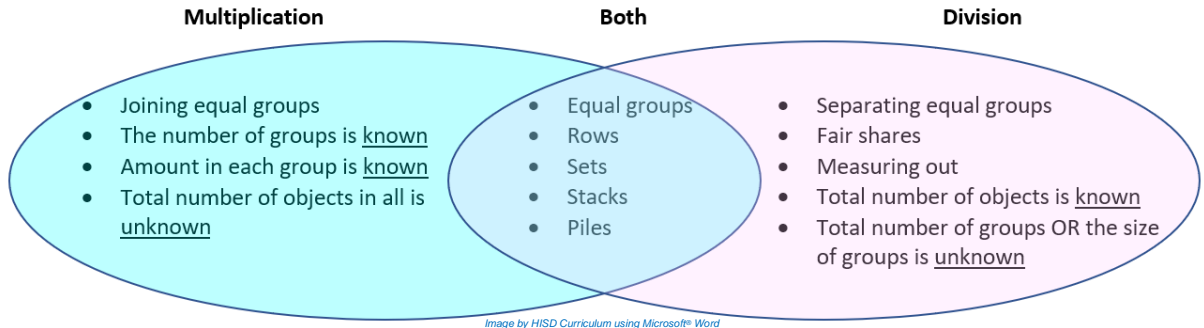 Multiplication
Both
Division
• Joining equal groups
• The number of groups is known
• Amount in each group is known
• Total number of objects in all is
unknown
• Equal groups
• Rows
• Sets
• Stacks
• Piles
• Separating equal groups
• Fair shares
• Measuring out
• Total number of objects is known
• Total number of groups OR the size
of groups is unknown
Image by HISD Curriculum using Microsoft® Word